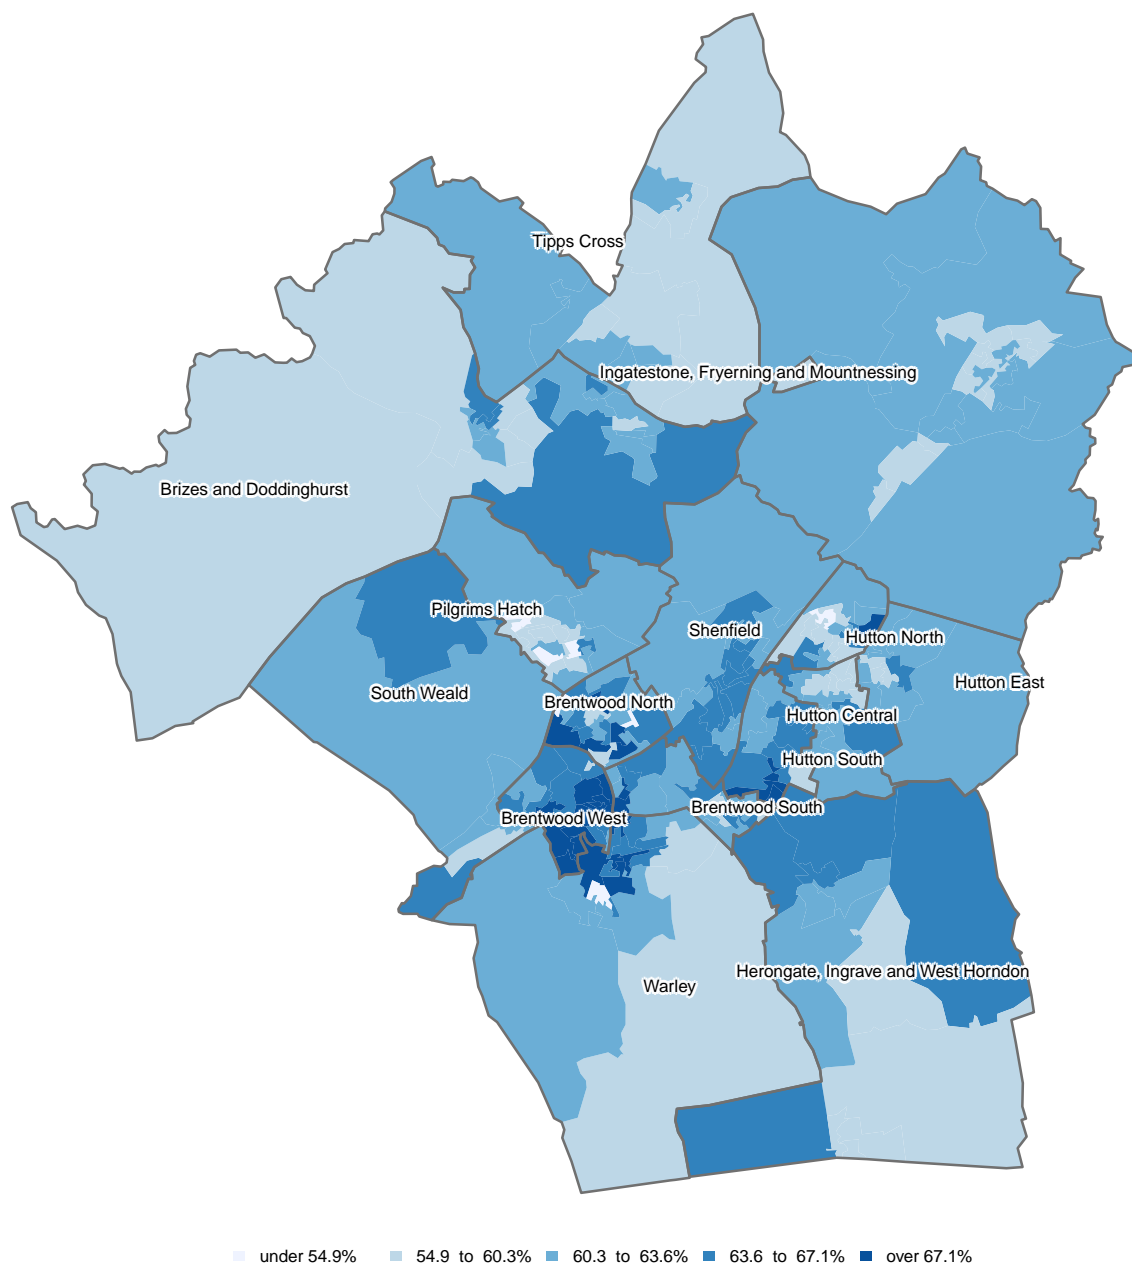 Tipps Cross
Ingatestone, Fryerning and Mountnessing
Brizes and Doddinghurst
Pilgrims Hatch
Shenfield
Hutton North
Hutton East
South Weald
Brentwood North
Hutton Central
Hutton South
Brentwood South
Brentwood West
Herongate, Ingrave and West Horndon
Warley
under 54.9% 54.9 to 60.3% 60.3 to 63.6% 63.6 to 67.1% over 67.1%